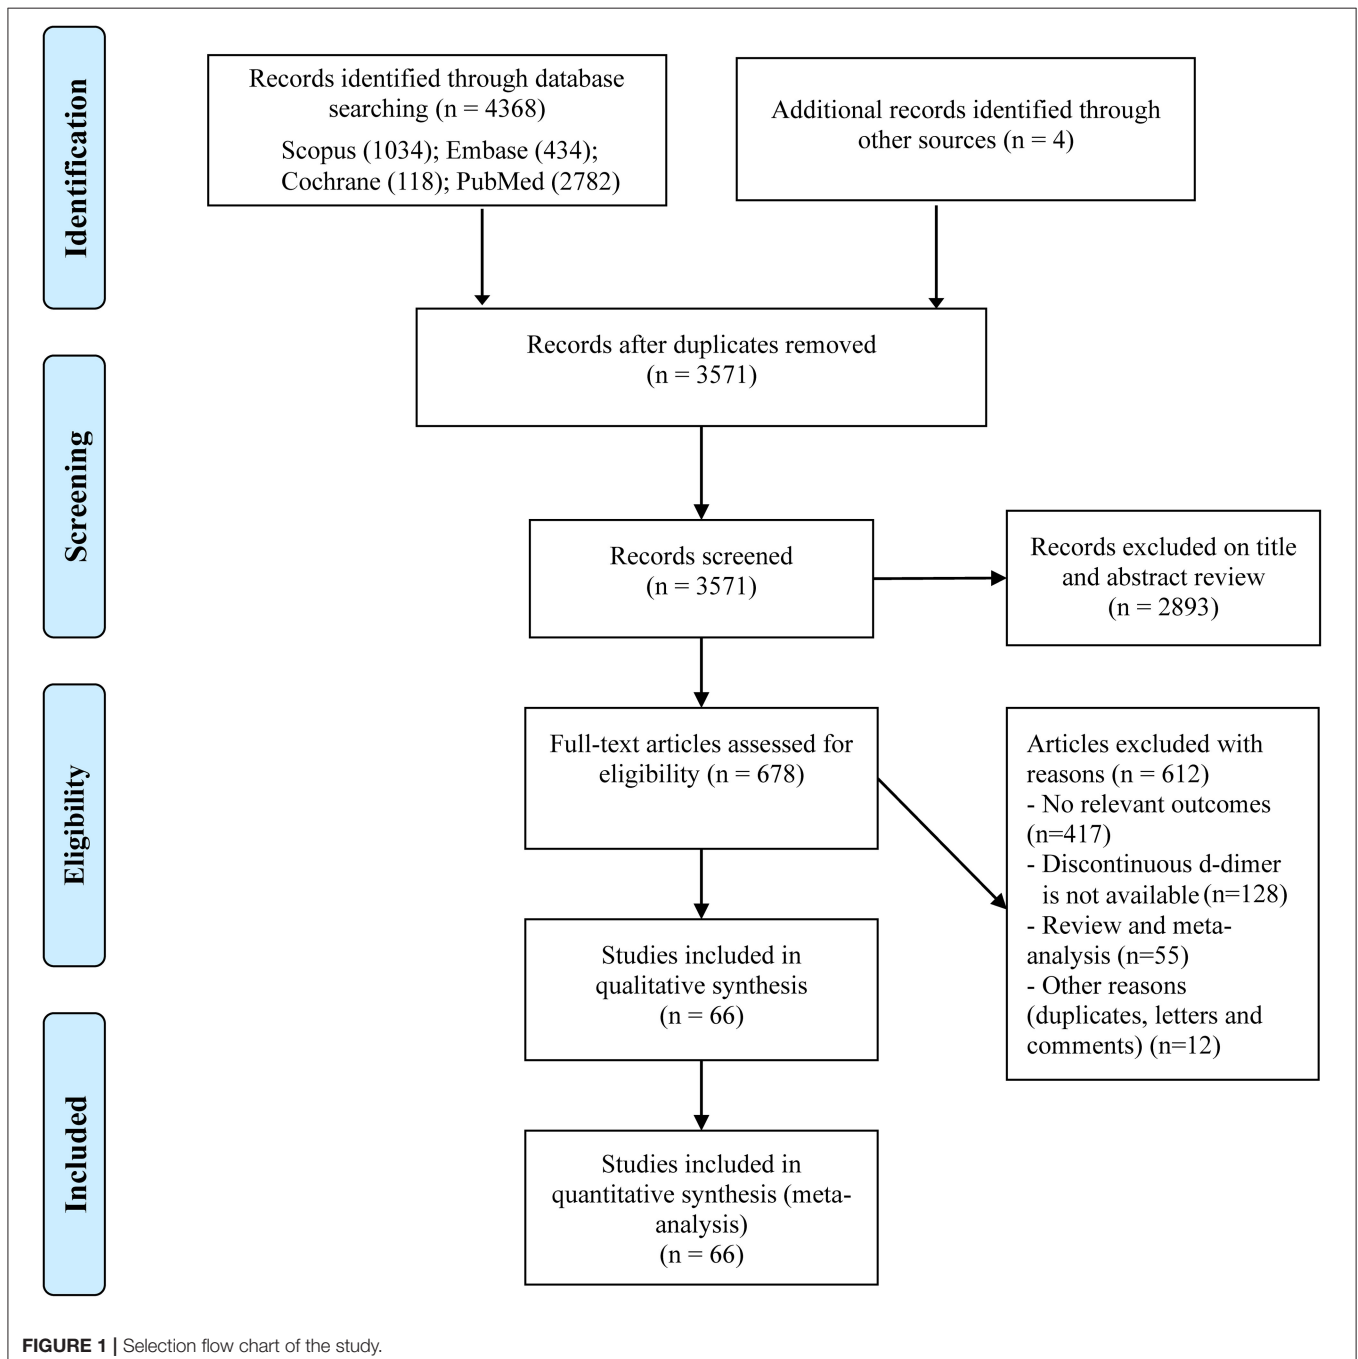 Identification
Records identified through database
searching (n = 4368)
Scopus (1034); Embase (434);
Cochrane (118); PubMed (2782)
Additional records identified through
other sources (n = 4)
Records after duplicates removed
(n = 3571)
Screening
Records screened
(n = 3571)
Records excluded on title
and abstract review
(n = 2893)
Eligibility
Full-text articles assessed for
eligibility (n = 678)
Articles excluded with
reasons (n = 612)
- No relevant outcomes
(n=417)
- Discontinuous d-dimer
is not available (n=128)
- Review and meta-
analysis (n=55)
- Other reasons
(duplicates, letters and
comments) (n=12)
Studies included in
qualitative synthesis
(n = 66)
Included
Studies included in
quantitative synthesis (meta-
analysis)
(n = 66)
FIGURE 1 | Selection flow chart of the study.